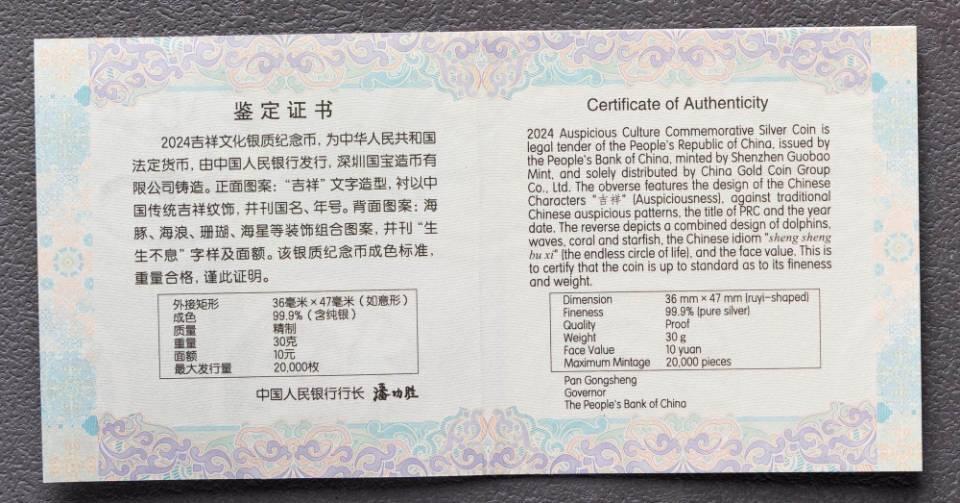 鉴定证书
2024吉祥文化银质纪念币，为中华人民共和国
法定货币，由中国人民银行发行，深圳国宝造币有
限公司铸造。正面图案：“吉祥”文字造型，衬以中
国传统吉祥纹饰，并刊国名、年号。背面图案：海
豚、海浪、珊瑚、海星等装饰组合图案，并刊“生
生不息”字样及面额。该银质纪念币成色标准，
重量合格，谨此证明。
外接矩形 36毫米×47毫米（如意形）
成色 99.9%（含纯银）
质量 精制
重量 30克
面额 10元
最大发行量 20,000枚
中国人民银行行长 潘功胜
Certificate of Authenticity
2024 Auspicious Culture Commemorative Silver Coin is
legal tender of the People's Republic of China, issued by
the People's Bank of China, minted by Shenzhen Guobao
Mint, and solely distributed by China Gold Coin Group
Co., Ltd. The obverse features the design of the Chinese
Characters "吉祥" (Auspiciousness), against traditional
Chinese auspicious patterns, the title of PRC and the year
date. The reverse depicts a combined design of dolphins,
waves, coral and starfish, the Chinese idiom "sheng sheng
bu xi" (the endless circle of life), and the face value. This is
to certify that the coin is up to standard as to its fineness
and weight.
Dimension 36 mm × 47 mm (ruyi-shaped)
Fineness 99.9% (pure silver)
Quality Proof
Weight 30 g
Face Value 10 yuan
Maximum Mintage 20,000 pieces
Pan Gongsheng
Governor
The People's Bank of China